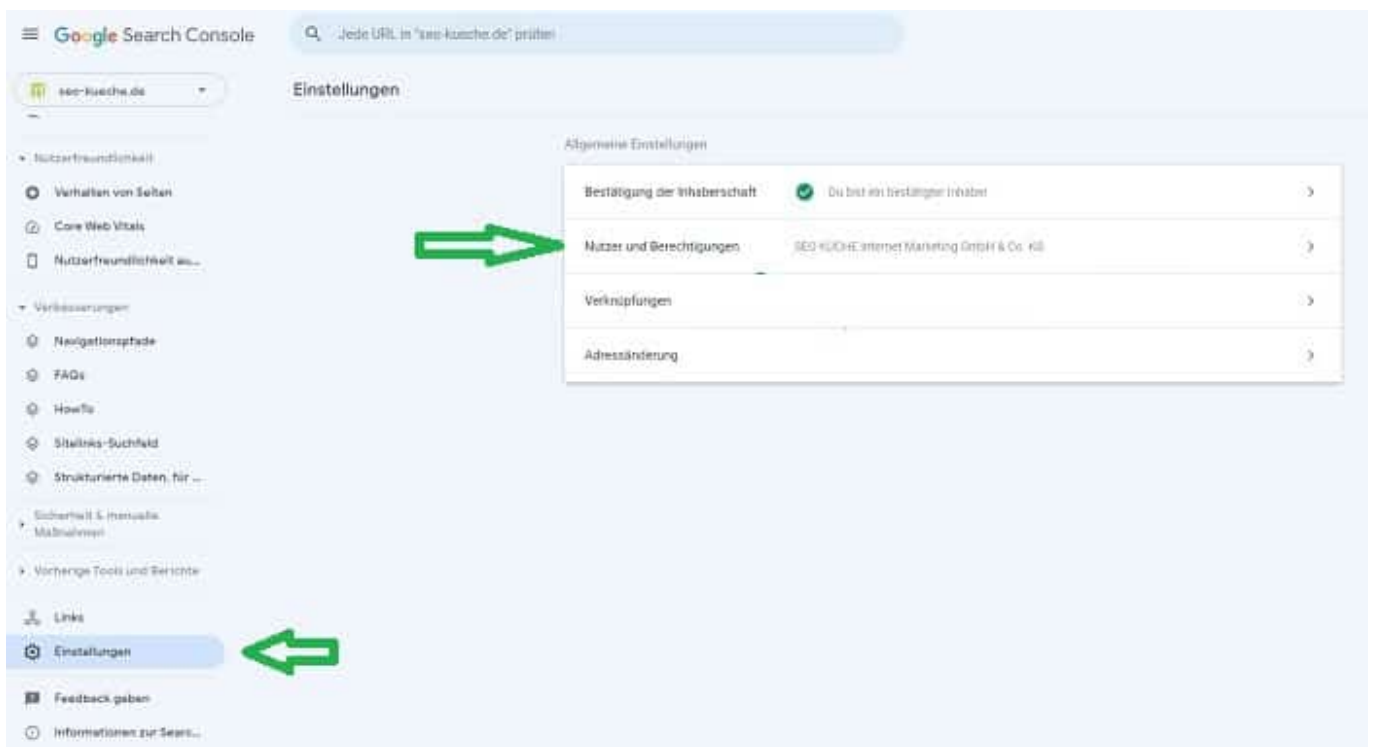 Google Search Console
Jede URL in "seo-kueche.de" prüfen
seo-kueche.de
Einstellungen
Nutzerfreundlichkeit
Verhalten von Seiten
Core Web Vitals
Nutzerfreundlichkeit au...
Verbesserungen
Navigationspfade
FAQs
HowTo
Sitelinks-Suchfeld
Strukturierte Daten, für ...
Sicherheit & manuelle
Maßnahmen
Vorherige Tools und Berichte
Links
Einstellungen
Feedback geben
Informationen zur Searc...
Allgemeine Einstellungen
Bestätigung der Inhaberschaft
Du bist ein bestätigter Inhaber
Nutzer und Berechtigungen
SEO KÜCHE Internet Marketing GmbH & Co. KG
Verknüpfungen
Adressänderung